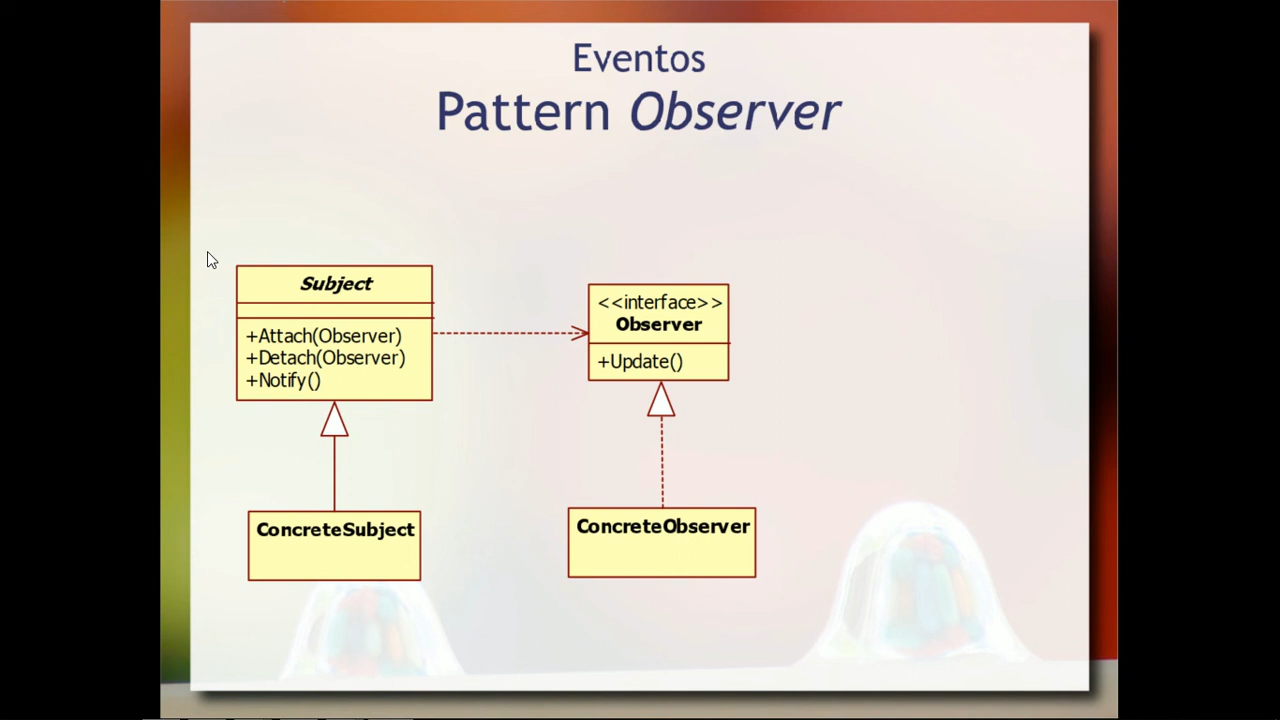 Eventos
Pattern Observer
Subject
+Attach(Observer)
+Detach(Observer)
+Notify()
<<interface>>
Observer
+Update()
ConcreteSubject
ConcreteObserver